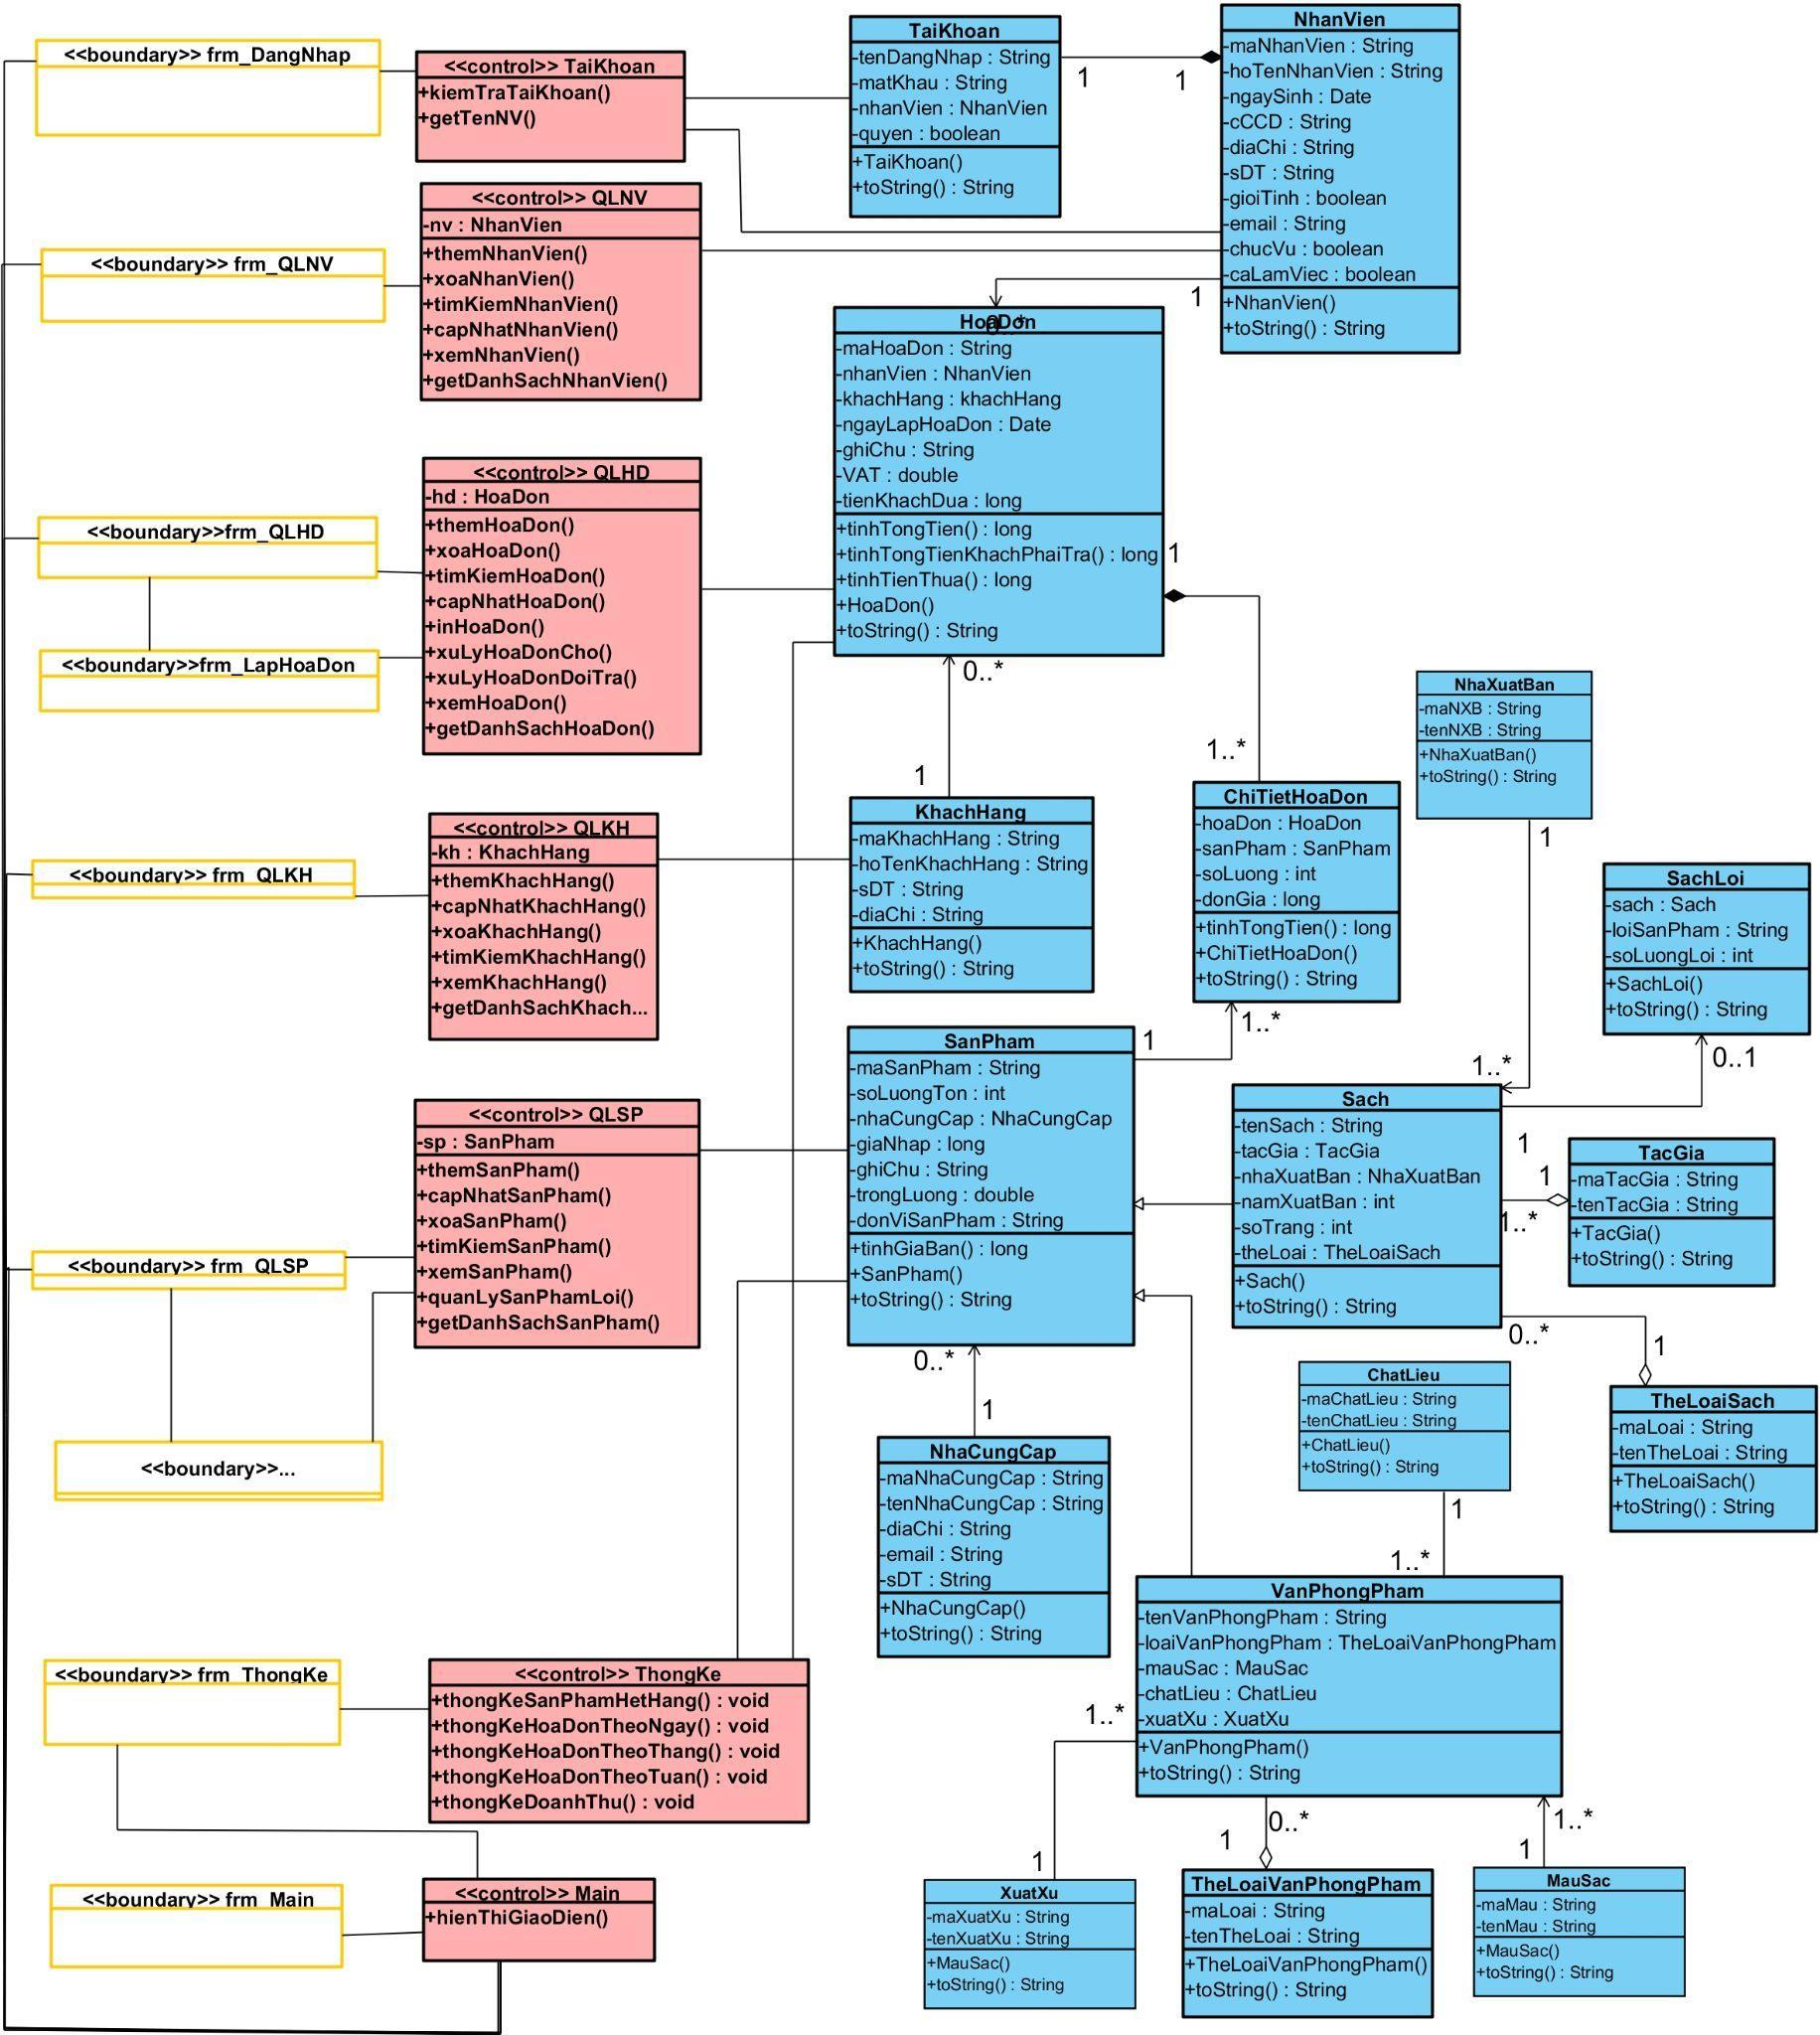 <<boundary>> frm_DangNhap
<<control>> TaiKhoan
+kiemTraTaiKhoan()
+getTenNV()
TaiKhoan
-tenDangNhap : String
-matKhau : String
-nhanVien : NhanVien
-quyen : boolean
+TaiKhoan()
+toString() : String
1
1
NhanVien
-maNhanVien : String
-hoTenNhanVien : String
-ngaySinh : Date
-cCCD : String
-diaChi : String
-sDT : String
-gioiTinh : boolean
-email : String
-chucVu : boolean
-caLamViec : boolean
+NhanVien()
+toString() : String
<<boundary>> frm_QLNV
<<control>> QLNV
-nv : NhanVien
+themNhanVien()
+xoaNhanVien()
+timKiemNhanVien()
+capNhatNhanVien()
+xemNhanVien()
+getDanhSachNhanVien()
1
0..*
HoaDon
-maHoaDon : String
-nhanVien : NhanVien
-khachHang : khachHang
-ngayLapHoaDon : Date
-ghiChu : String
-VAT : double
-tienKhachDua : long
+tinhTongTien() : long
+tinhTongTienKhachPhaiTra() : long
+tinhTienThua() : long
+HoaDon()
+toString() : String
1
0..*
1
1..*
<<boundary>>frm_QLHD
<<boundary>>frm_LapHoaDon
<<control>> QLHD
-hd : HoaDon
+themHoaDon()
+xoaHoaDon()
+timKiemHoaDon()
+capNhatHoaDon()
+inHoaDon()
+xuLyHoaDonCho()
+xuLyHoaDonDoiTra()
+xemHoaDon()
+getDanhSachHoaDon()
NhaXuatBan
-maNXB : String
-tenNXB : String
+NhaXuatBan()
+toString() : String
1
1..*
<<boundary>> frm_QLKH
<<control>> QLKH
-kh : KhachHang
+themKhachHang()
+capNhatKhachHang()
+xoaKhachHang()
+timKiemKhachHang()
+xemKhachHang()
+getDanhSachKhach...
KhachHang
-maKhachHang : String
-hoTenKhachHang : String
-sDT : String
-diaChi : String
+KhachHang()
+toString() : String
ChiTietHoaDon
-hoaDon : HoaDon
-sanPham : SanPham
-soLuong : int
-donGia : long
+tinhTongTien() : long
+ChiTietHoaDon()
+toString() : String
1..*
1
SachLoi
-sach : Sach
-loiSanPham : String
-soLuongLoi : int
+SachLoi()
+toString() : String
0..1
1
<<boundary>> frm_QLSP
<<boundary>>...
<<control>> QLSP
-sp : SanPham
+themSanPham()
+capNhatSanPham()
+xoaSanPham()
+timKiemSanPham()
+xemSanPham()
+quanLySanPhamLoi()
+getDanhSachSanPham()
SanPham
-maSanPham : String
-soLuongTon : int
-nhaCungCap : NhaCungCap
-giaNhap : long
-ghiChu : String
-trongLuong : double
-donViSanPham : String
+tinhGiaBan() : long
+SanPham()
+toString() : String
0..*
1
Sach
-tenSach : String
-tacGia : TacGia
-nhaXuatBan : NhaXuatBan
-namXuatBan : int
-soTrang : int
-theLoai : TheLoaiSach
+Sach()
+toString() : String
1
1..*
0..*
1
TacGia
-maTacGia : String
-tenTacGia : String
+TacGia()
+toString() : String
NhaCungCap
-maNhaCungCap : String
-tenNhaCungCap : String
-diaChi : String
-email : String
-sDT : String
+NhaCungCap()
+toString() : String
ChatLieu
-maChatLieu : String
-tenChatLieu : String
+ChatLieu()
+toString() : String
1
1..*
TheLoaiSach
-maLoai : String
-tenTheLoai : String
+TheLoaiSach()
+toString() : String
<<boundary>> frm_ThongKe
<<control>> ThongKe
+thongKeSanPhamHetHang() : void
+thongKeHoaDonTheoNgay() : void
+thongKeHoaDonTheoThang() : void
+thongKeHoaDonTheoTuan() : void
+thongKeDoanhThu() : void
VanPhongPham
-tenVanPhongPham : String
-loaiVanPhongPham : TheLoaiVanPhongPham
-mauSac : MauSac
-chatLieu : ChatLieu
-xuatXu : XuatXu
+VanPhongPham()
+toString() : String
1..*
1
0..*
1
1..*
1
<<boundary>> frm_Main
<<control>> Main
+hienThiGiaoDien()
XuatXu
-maXuatXu : String
-tenXuatXu : String
+MauSac()
+toString() : String
TheLoaiVanPhongPham
-maLoai : String
-tenTheLoai : String
+TheLoaiVanPhongPham()
+toString() : String
MauSac
-maMau : String
-tenMau : String
+MauSac()
+toString() : String